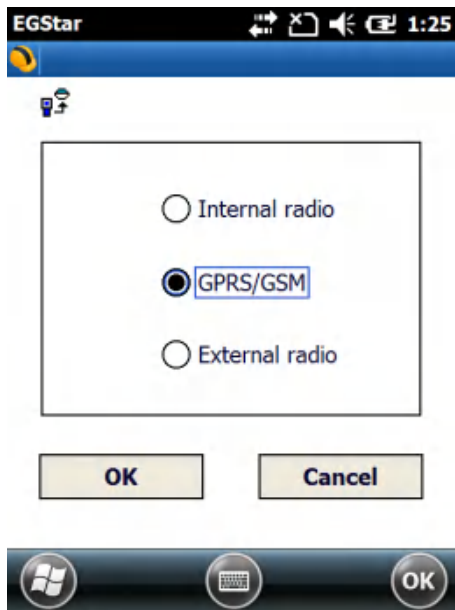 EGStar 1:25
Internal radio
GPRS/GSM
External radio
OK Cancel
OK